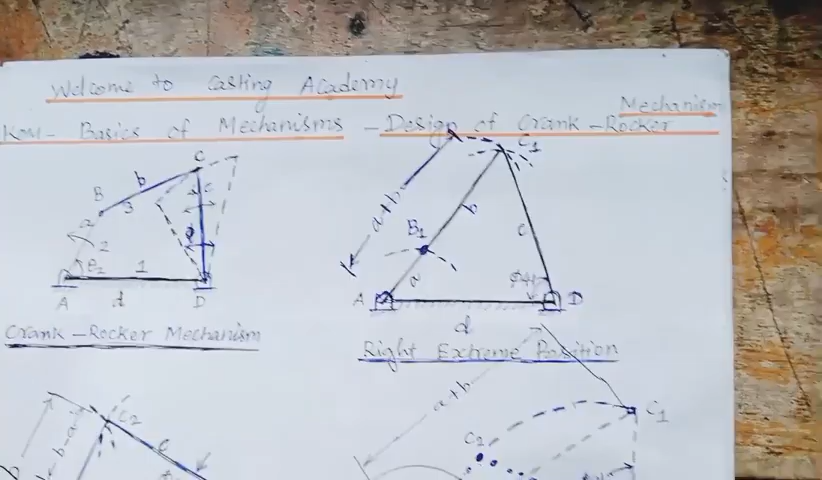 Welcome to Casting Academy
KOM- Basics of Mechanisms - Design of Crank-Rocker
Mechanism
C
b
B
3
c
a
2
θ2
1
A
d
D
Crank-Rocker Mechanism
C1
a+b
b
B1
c
a
A
D
d
Right Extreme Position
C2
b-a
c
a+b
C1
C2